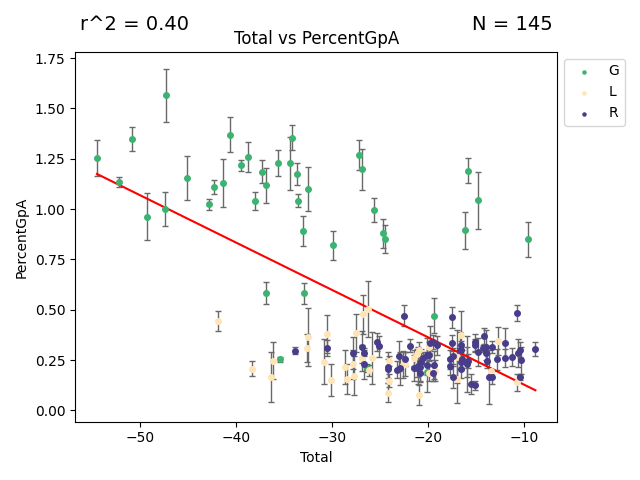 r^2 = 0.40
N = 145
Total vs PercentGpA
1.75
1.50
1.25
1.00
0.75
0.50
0.25
0.00
PercentGpA
−50
−40
−30
−20
−10
Total
G
L
R